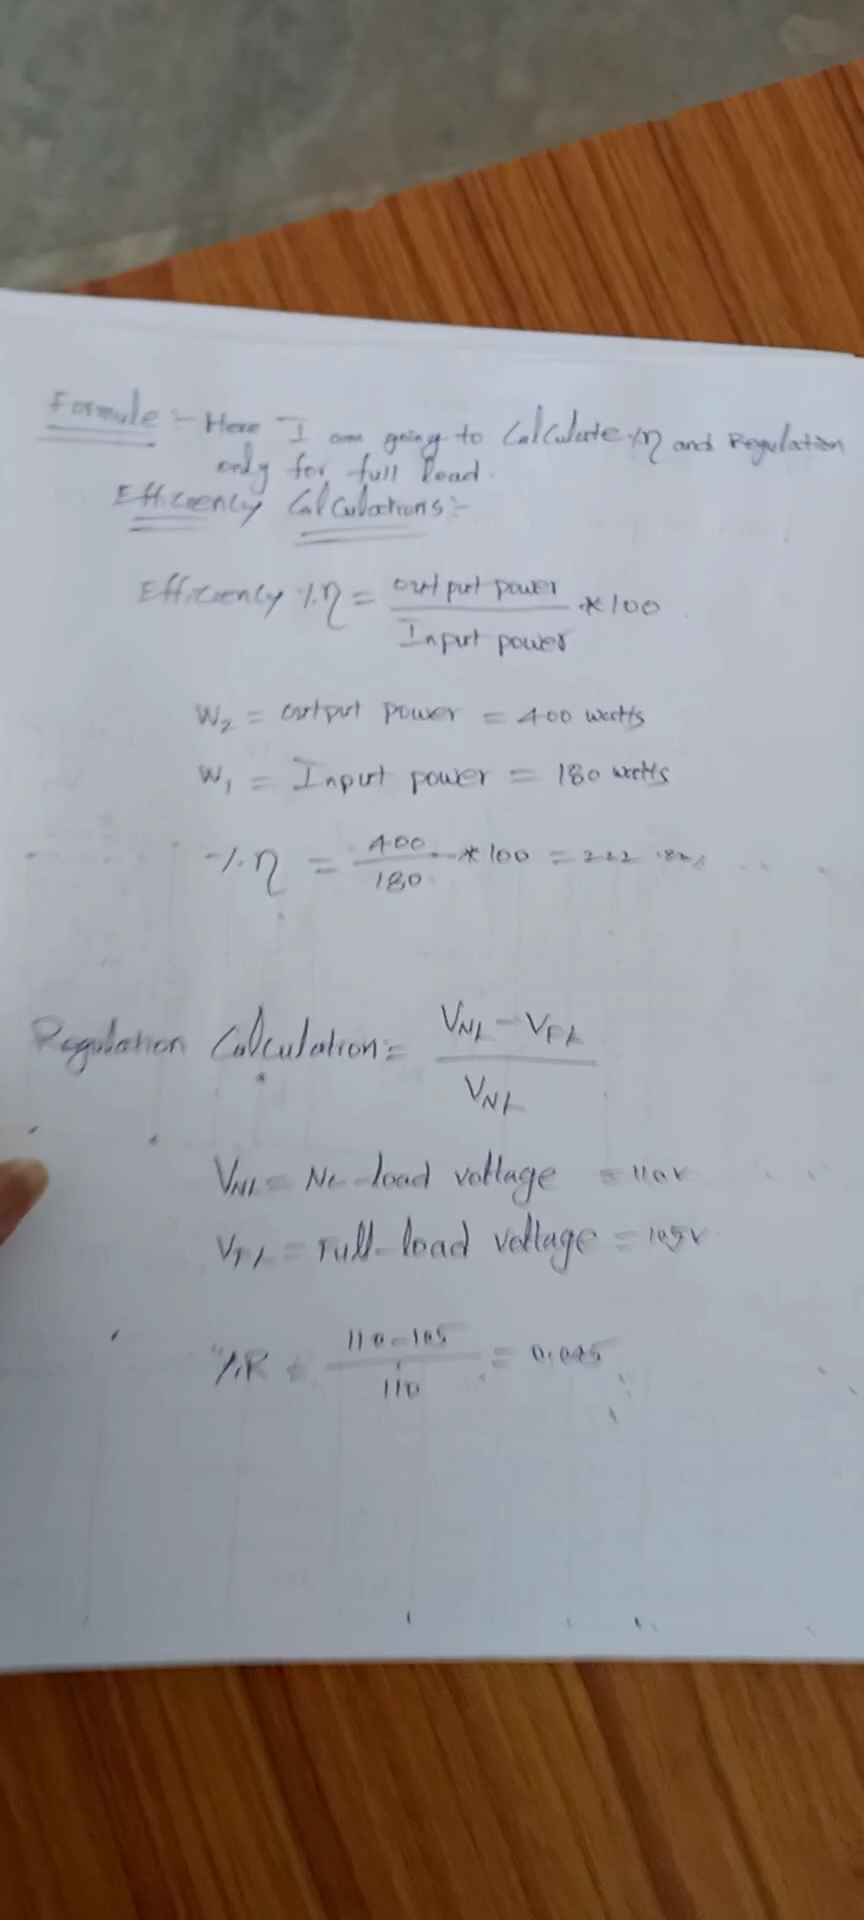 Formule :- Here I am going to Calculate %η and Regulation
only for full load.
Efficiency Calculations :-
Efficiency %η = output power / Input power * 100
W2 = output power = 400 watts
W1 = Input power = 180 watts
%η = 400 / 180 * 100 = 222
Regulation Calculation = VNL - VFL / VNL
VNL = No-load voltage = 110V
VFL = Full-load voltage = 105V
%R = 110-105 / 110 = 0.045